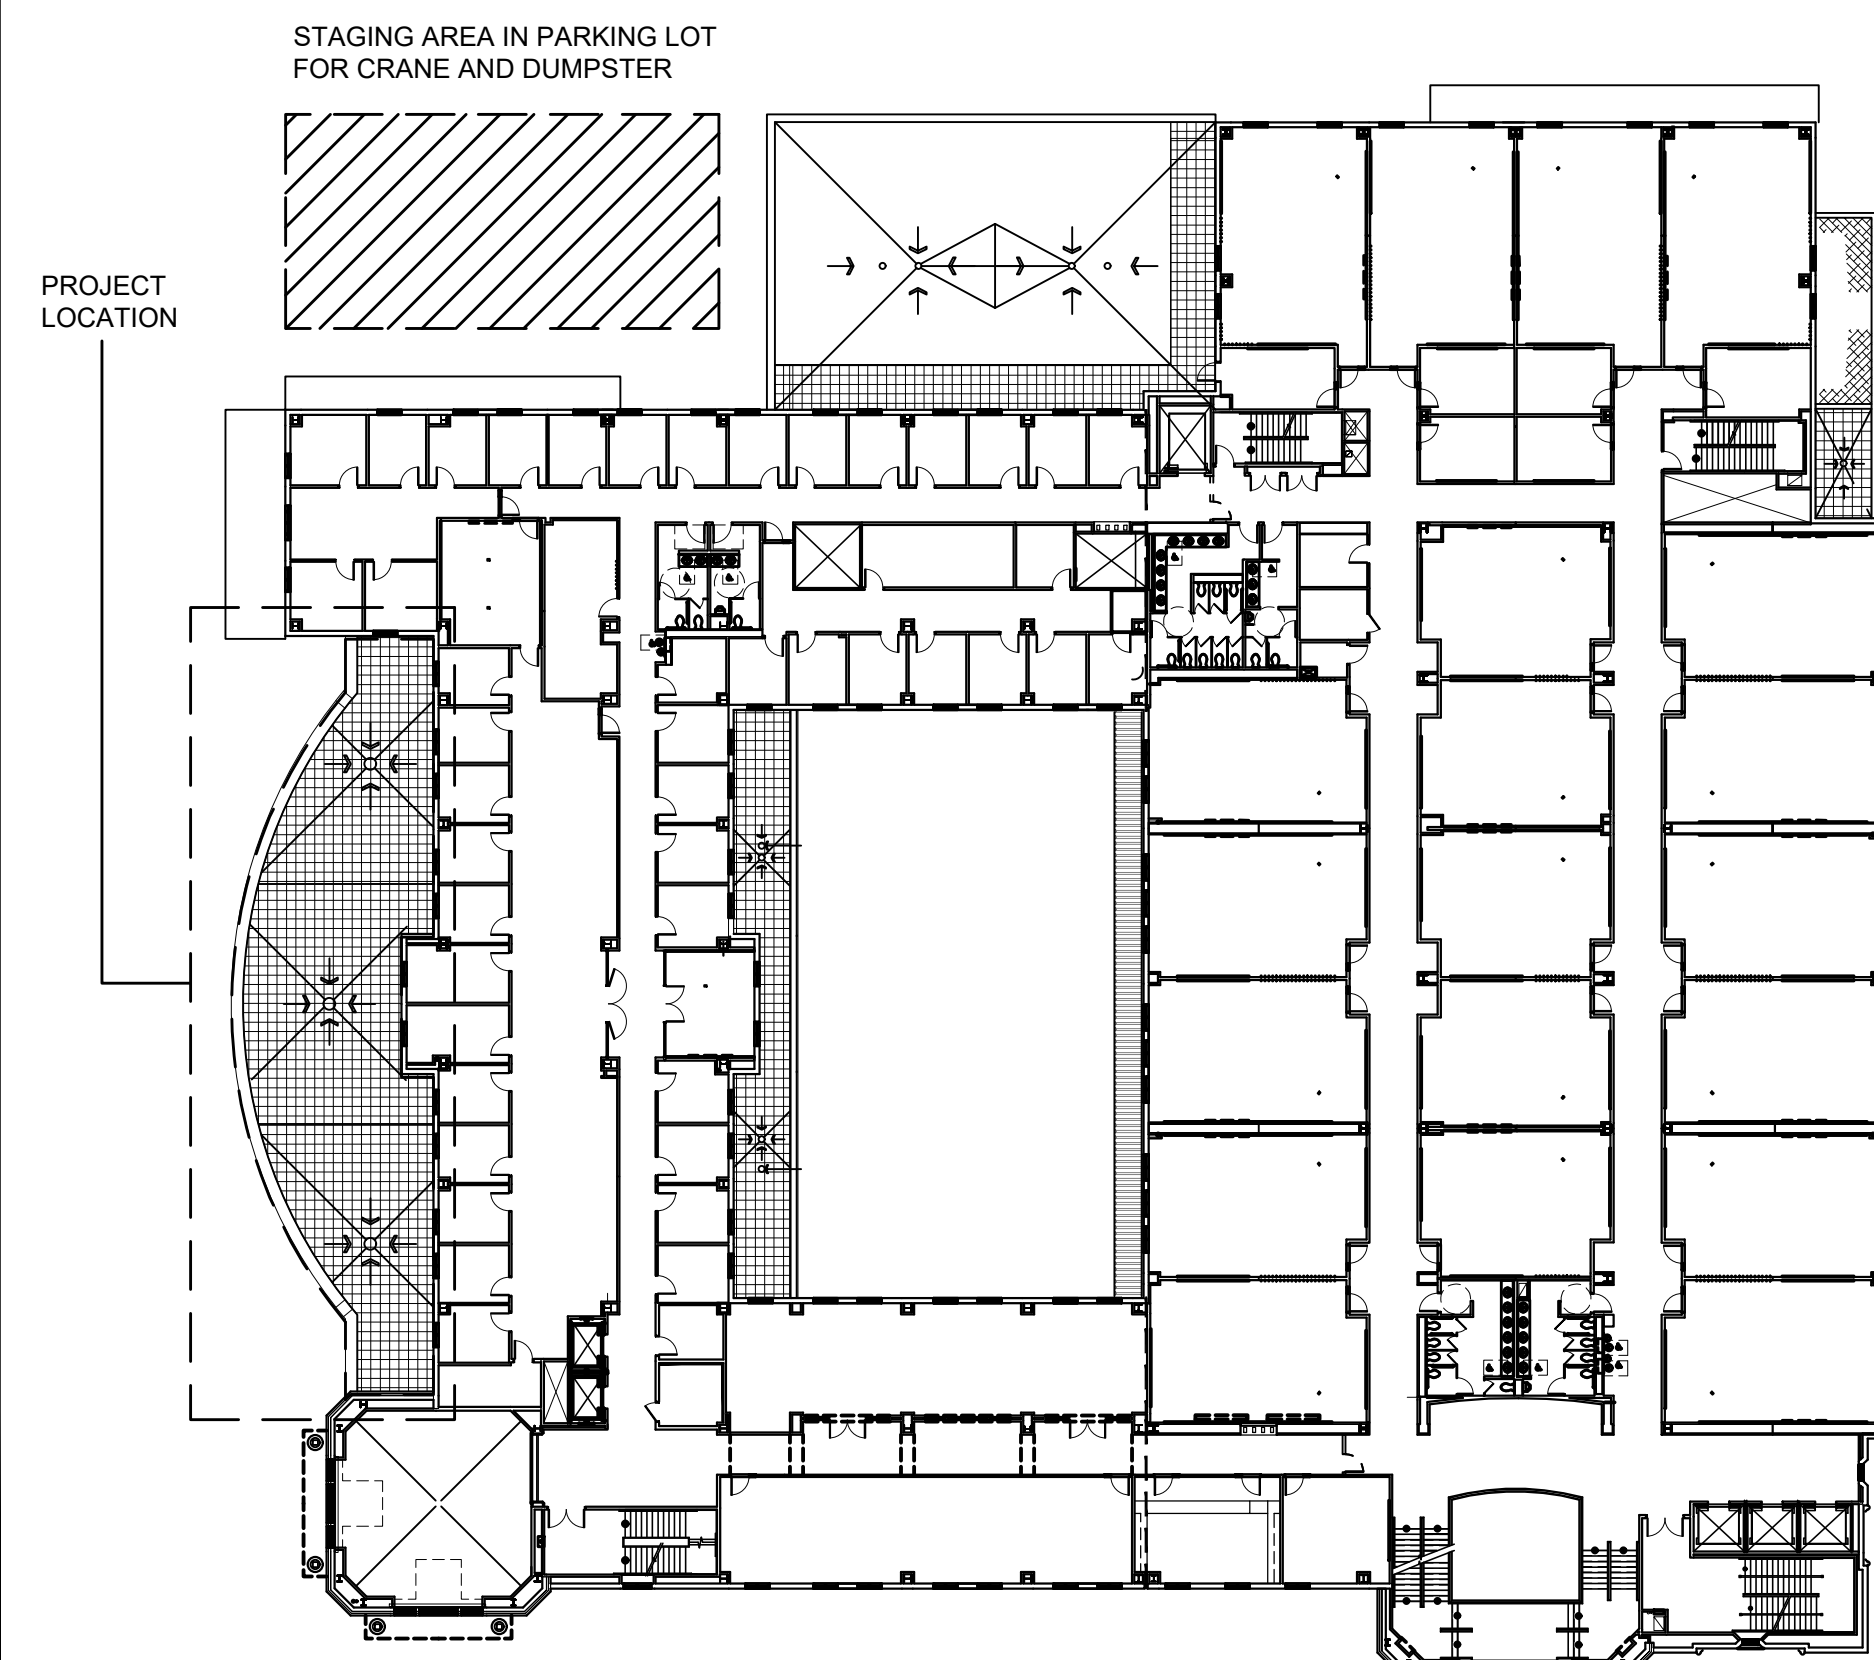 STAGING AREA IN PARKING LOT
FOR CRANE AND DUMPSTER
PROJECT
LOCATION